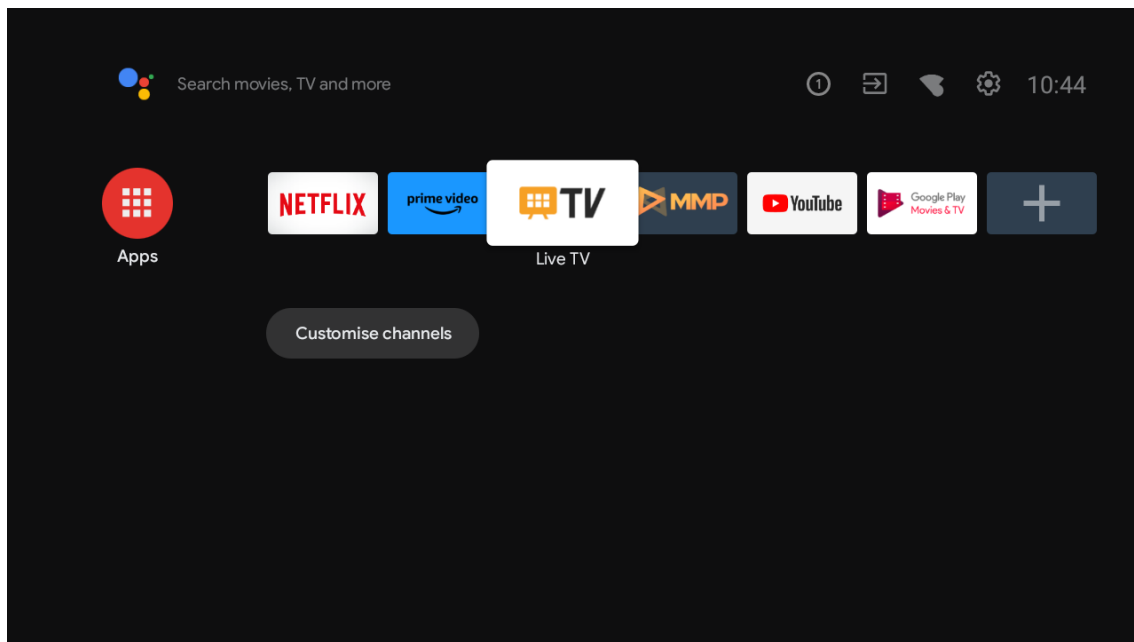 Search movies, TV and more
1
10:44
NETFLIX
prime video
TV
MMP
YouTube
Google Play
Movies & TV
Apps
Live TV
Customise channels